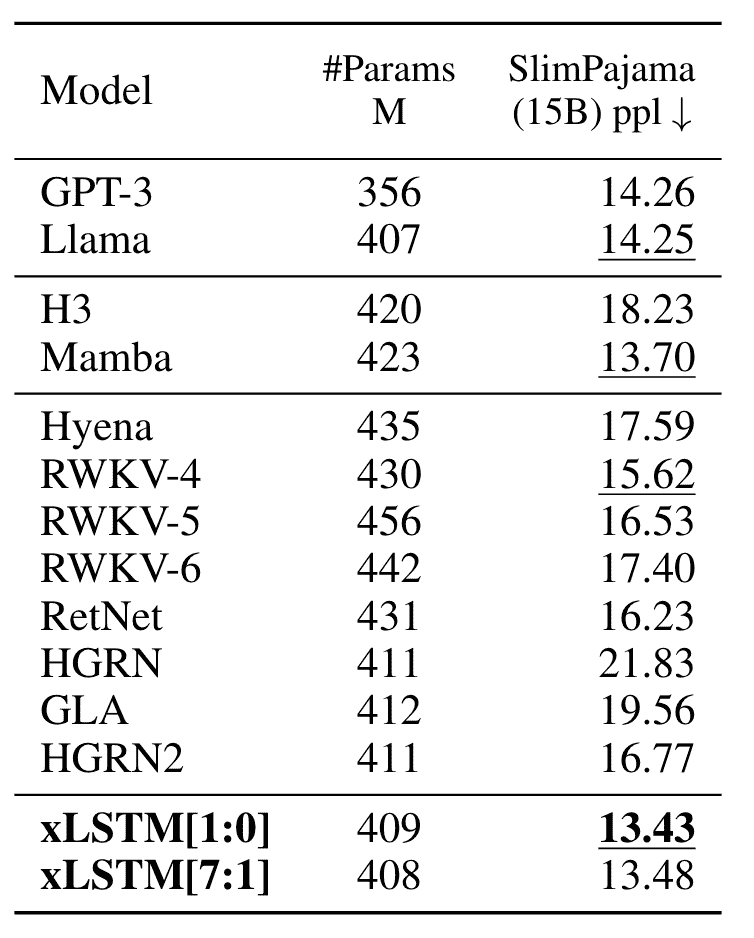 Model #Params M SlimPajama (15B) ppl ↓
GPT-3 356 14.26
Llama 407 14.25
H3 420 18.23
Mamba 423 13.70
Hyena 435 17.59
RWKV-4 430 15.62
RWKV-5 456 16.53
RWKV-6 442 17.40
RetNet 431 16.23
HGRN 411 21.83
GLA 412 19.56
HGRN2 411 16.77
xLSTM[1:0] 409 13.43
xLSTM[7:1] 408 13.48